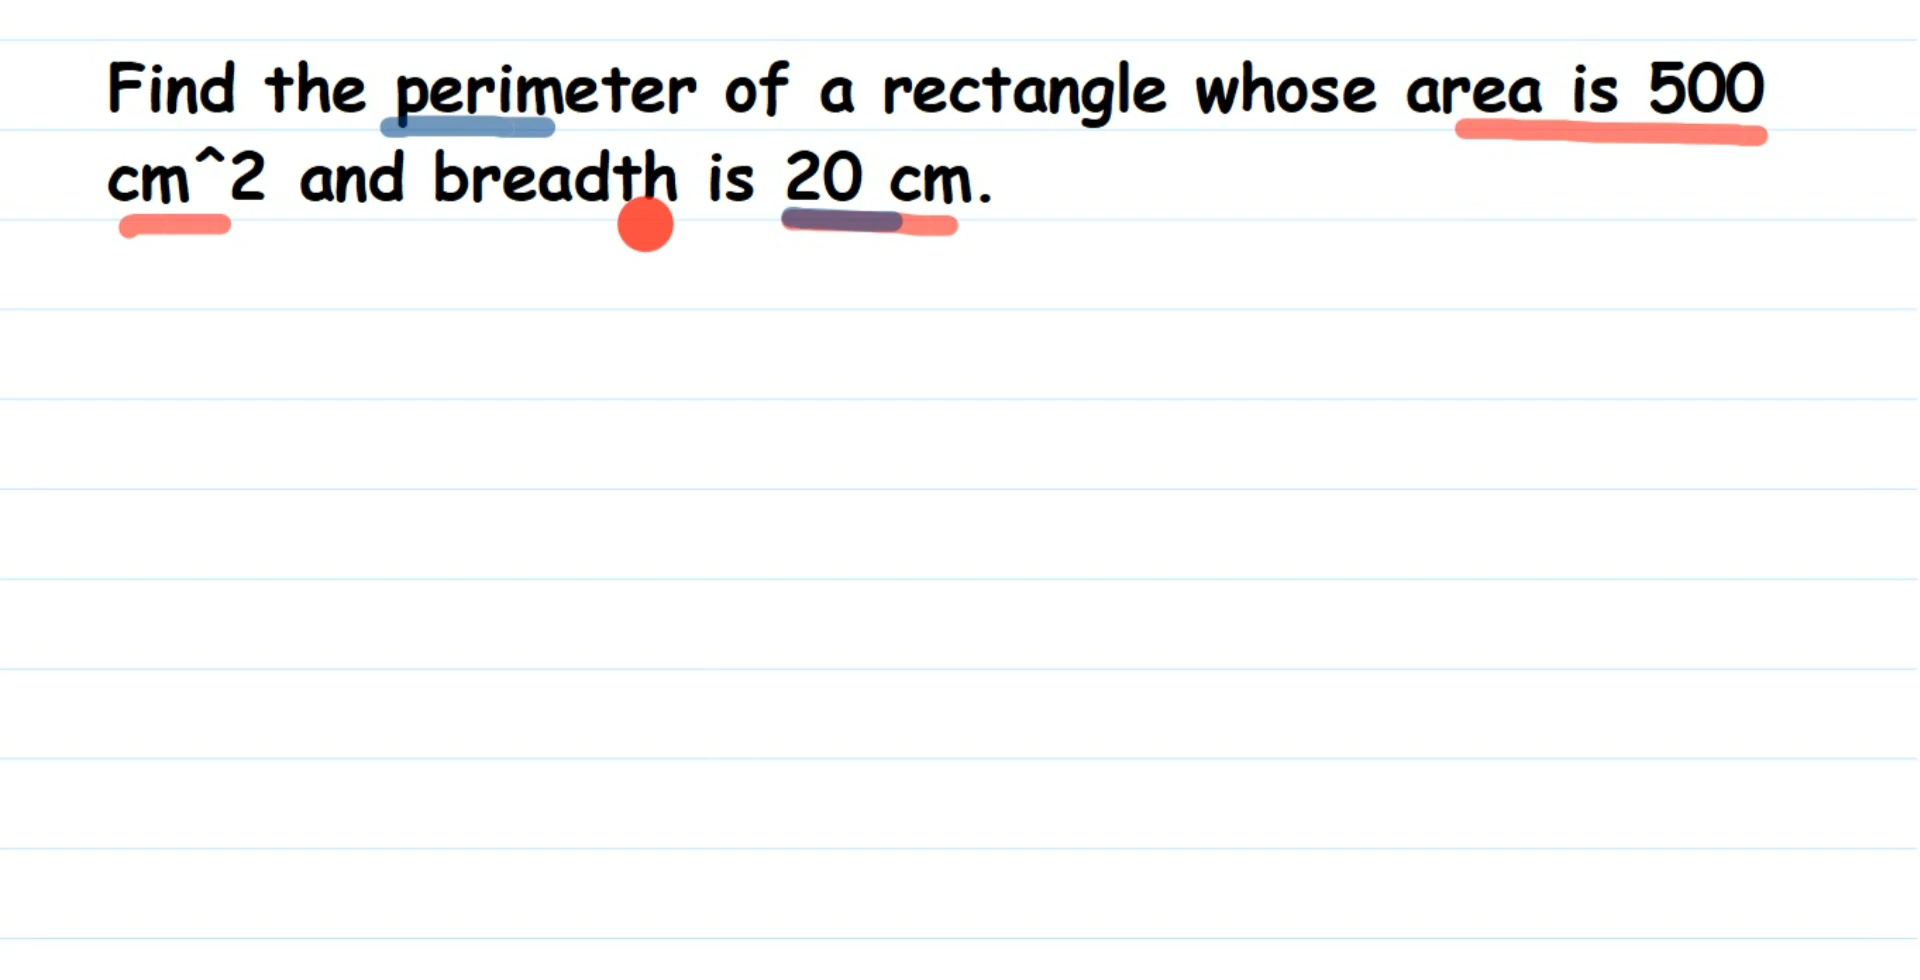 Find the perimeter of a rectangle whose area is 500
cm^2 and breadth is 20 cm.